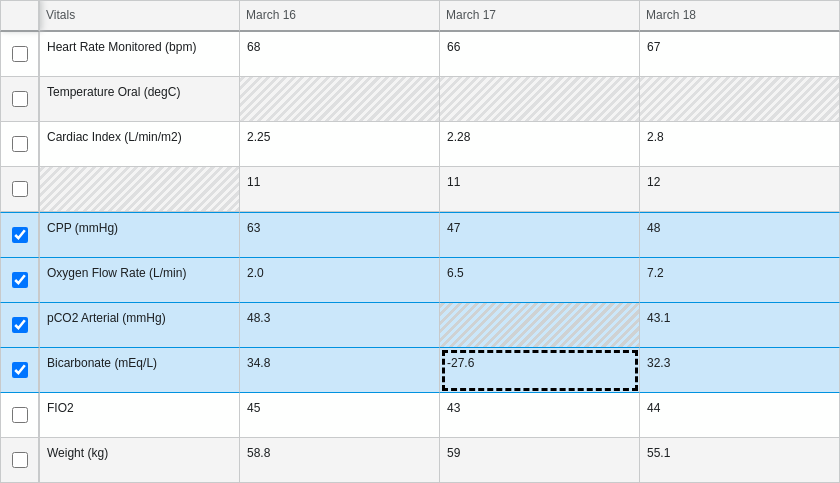 Vitals March 16 March 17 March 18
Heart Rate Monitored (bpm) 68 66 67
Temperature Oral (degC)
Cardiac Index (L/min/m2) 2.25 2.28 2.8
11 11 12
CPP (mmHg) 63 47 48
Oxygen Flow Rate (L/min) 2.0 6.5 7.2
pCO2 Arterial (mmHg) 48.3 43.1
Bicarbonate (mEq/L) 34.8 -27.6 32.3
FIO2 45 43 44
Weight (kg) 58.8 59 55.1